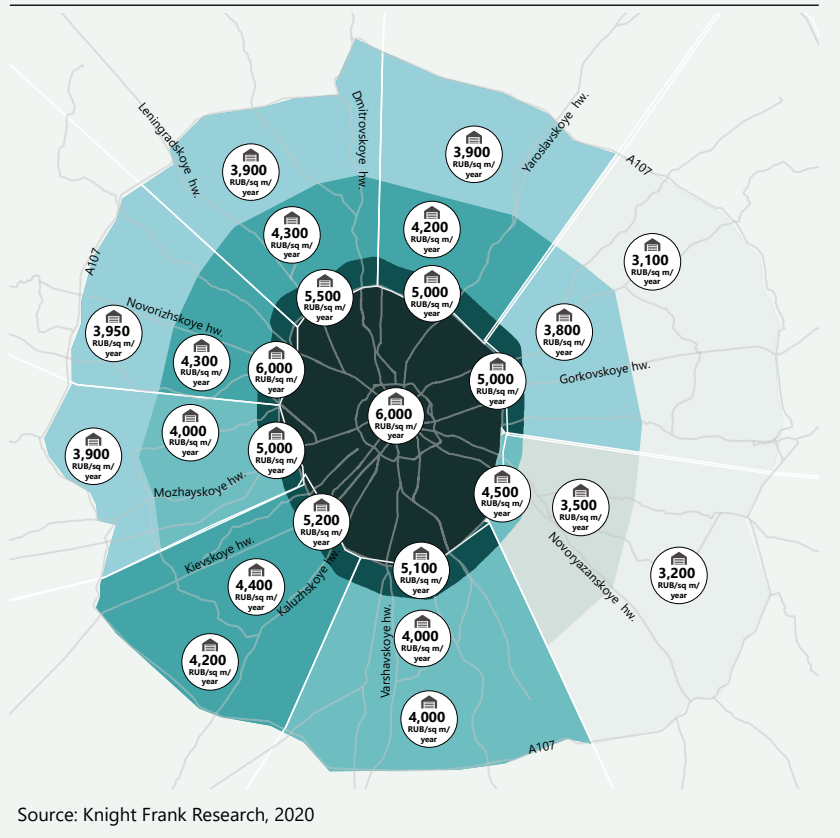 Leningradskoye hw.
Dmitrovskoye hw.
Yaroslavskoye hw.
A107
3,900
RUB/sq m/
year
3,900
RUB/sq m/
year
4,300
RUB/sq m/
year
4,200
RUB/sq m/
year
3,100
RUB/sq m/
year
A107
5,500
RUB/sq m/
year
5,000
RUB/sq m/
year
Novorizhskoye hw.
3,950
RUB/sq m/
year
3,800
RUB/sq m/
year
4,300
RUB/sq m/
year
6,000
RUB/sq m/
year
5,000
RUB/sq m/
year
Gorkovskoye hw.
6,000
RUB/sq m/
year
4,000
RUB/sq m/
year
3,900
RUB/sq m/
year
5,000
RUB/sq m/
year
Mozhayskoye hw.
4,500
RUB/sq m/
year
3,500
RUB/sq m/
year
5,200
RUB/sq m/
year
Kievskoye hw.
Kaluzhskoye hw.
Novoryazanskoye hw.
5,100
RUB/sq m/
year
3,200
RUB/sq m/
year
4,400
RUB/sq m/
year
Varshavskoye hw.
4,000
RUB/sq m/
year
4,200
RUB/sq m/
year
4,000
RUB/sq m/
year
A107
Source: Knight Frank Research, 2020